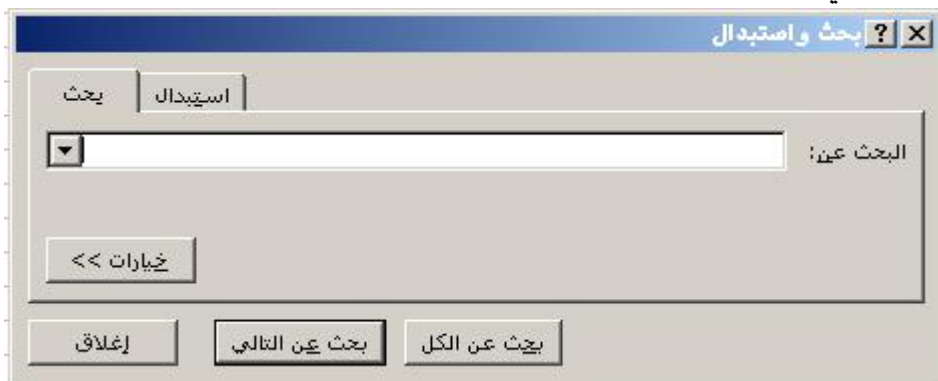 بحث واستبدال
بحث
استبدال
البحث عن:
خيارات >>
بحث عن الكل
بحث عن التالي
إغلاق